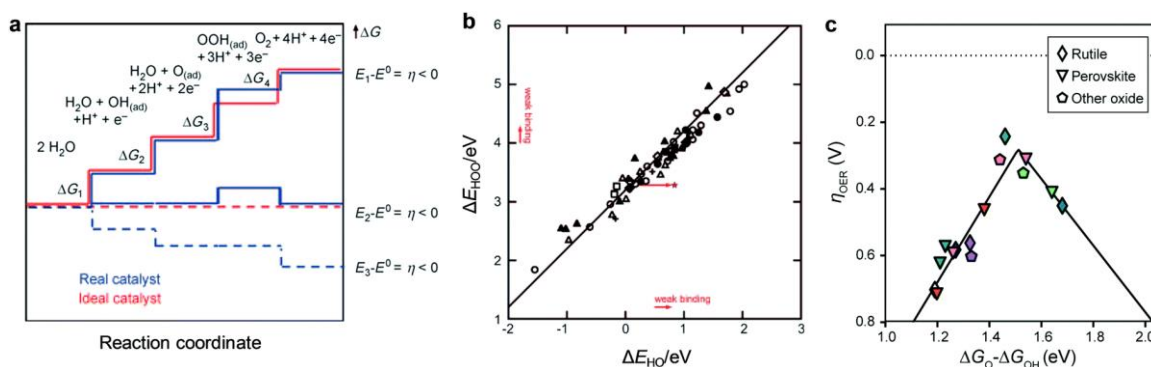 a
ΔG
OOH(ad) O2 + 4H+ + 4e−
+ 3H+ + 3e−
H2O + O(ad)
+2H+ + 2e−
ΔG4
E1-E0 = η < 0
H2O + OH(ad)
+H+ + e−
ΔG3
2 H2O
ΔG2
ΔG1
E2-E0 = η < 0
E3-E0 = η < 0
Real catalyst
Ideal catalyst
Reaction coordinate
b
6
5
4
3
2
1
ΔEHOO/eV
weak binding
weak binding
-2
-1
0
1
2
3
ΔEHO/eV
c
0.0
0.2
0.4
0.6
0.8
ηOER (V)
Rutile
Perovskite
Other oxide
1.2
1.4
1.6
1.8
2.0
ΔGO-ΔGOH (eV)